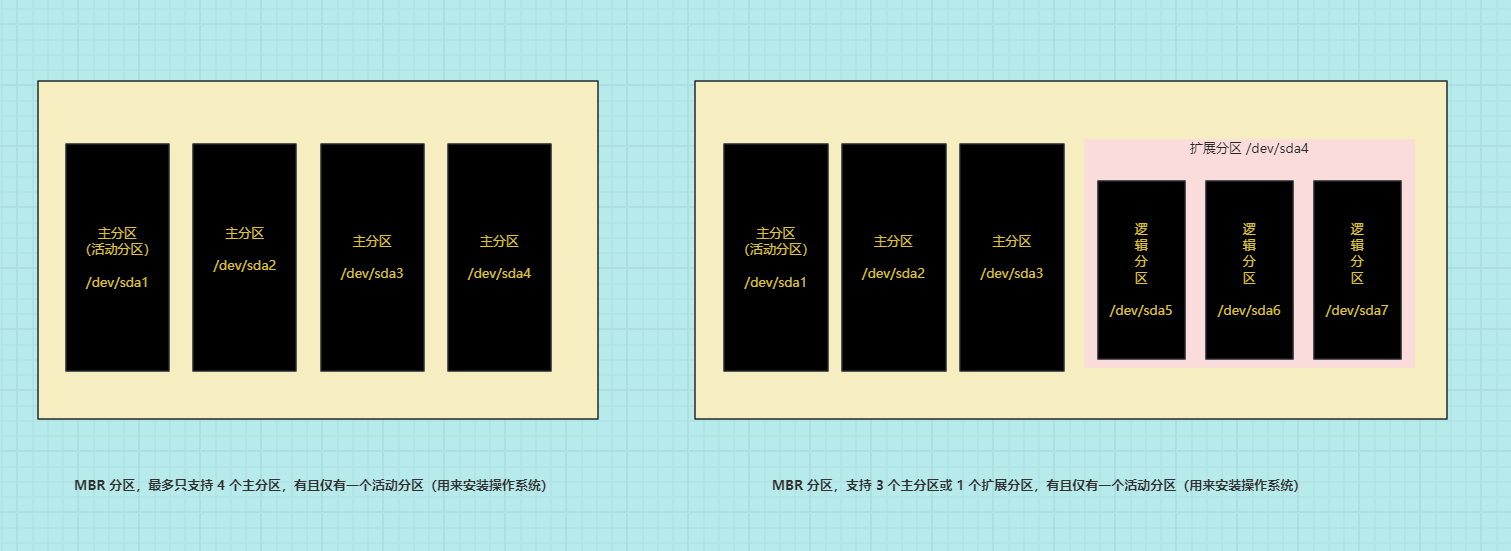 主分区
（活动分区）
/dev/sda1
主分区
/dev/sda2
主分区
/dev/sda3
主分区
/dev/sda4
MBR 分区，最多只支持 4 个主分区，有且仅有一个活动分区（用来安装操作系统）
主分区
（活动分区）
/dev/sda1
主分区
/dev/sda2
主分区
/dev/sda3
扩展分区 /dev/sda4
逻
辑
分
区
/dev/sda5
逻
辑
分
区
/dev/sda6
逻
辑
分
区
/dev/sda7
MBR 分区，支持 3 个主分区或 1 个扩展分区，有且仅有一个活动分区（用来安装操作系统）